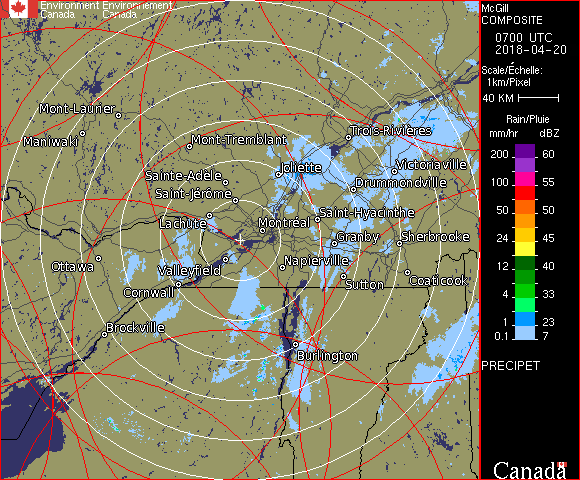 Environment Environnement
Canada Canada
McGill
COMPOSITE
0700 UTC
2018-04-20
Scale/Échelle:
1km/Pixel
40 KM
Rain/Pluie
mm/hr dBZ
200 60
100 55
50 50
24 45
12 40
4 33
1 23
0.1 7
PRECIPET
Canada
Mont-Laurier
Maniwaki
Mont-Tremblant
Trois-Rivières
Joliette
Victoriaville
Sainte-Adèle
Drummondville
Saint-Jérôme
Lachute
Saint-Hyacinthe
Montréal
Granby
Sherbrooke
Ottawa
Valleyfield
Napierville
Cornwall
Sutton
Coaticook
Brockville
Burlington